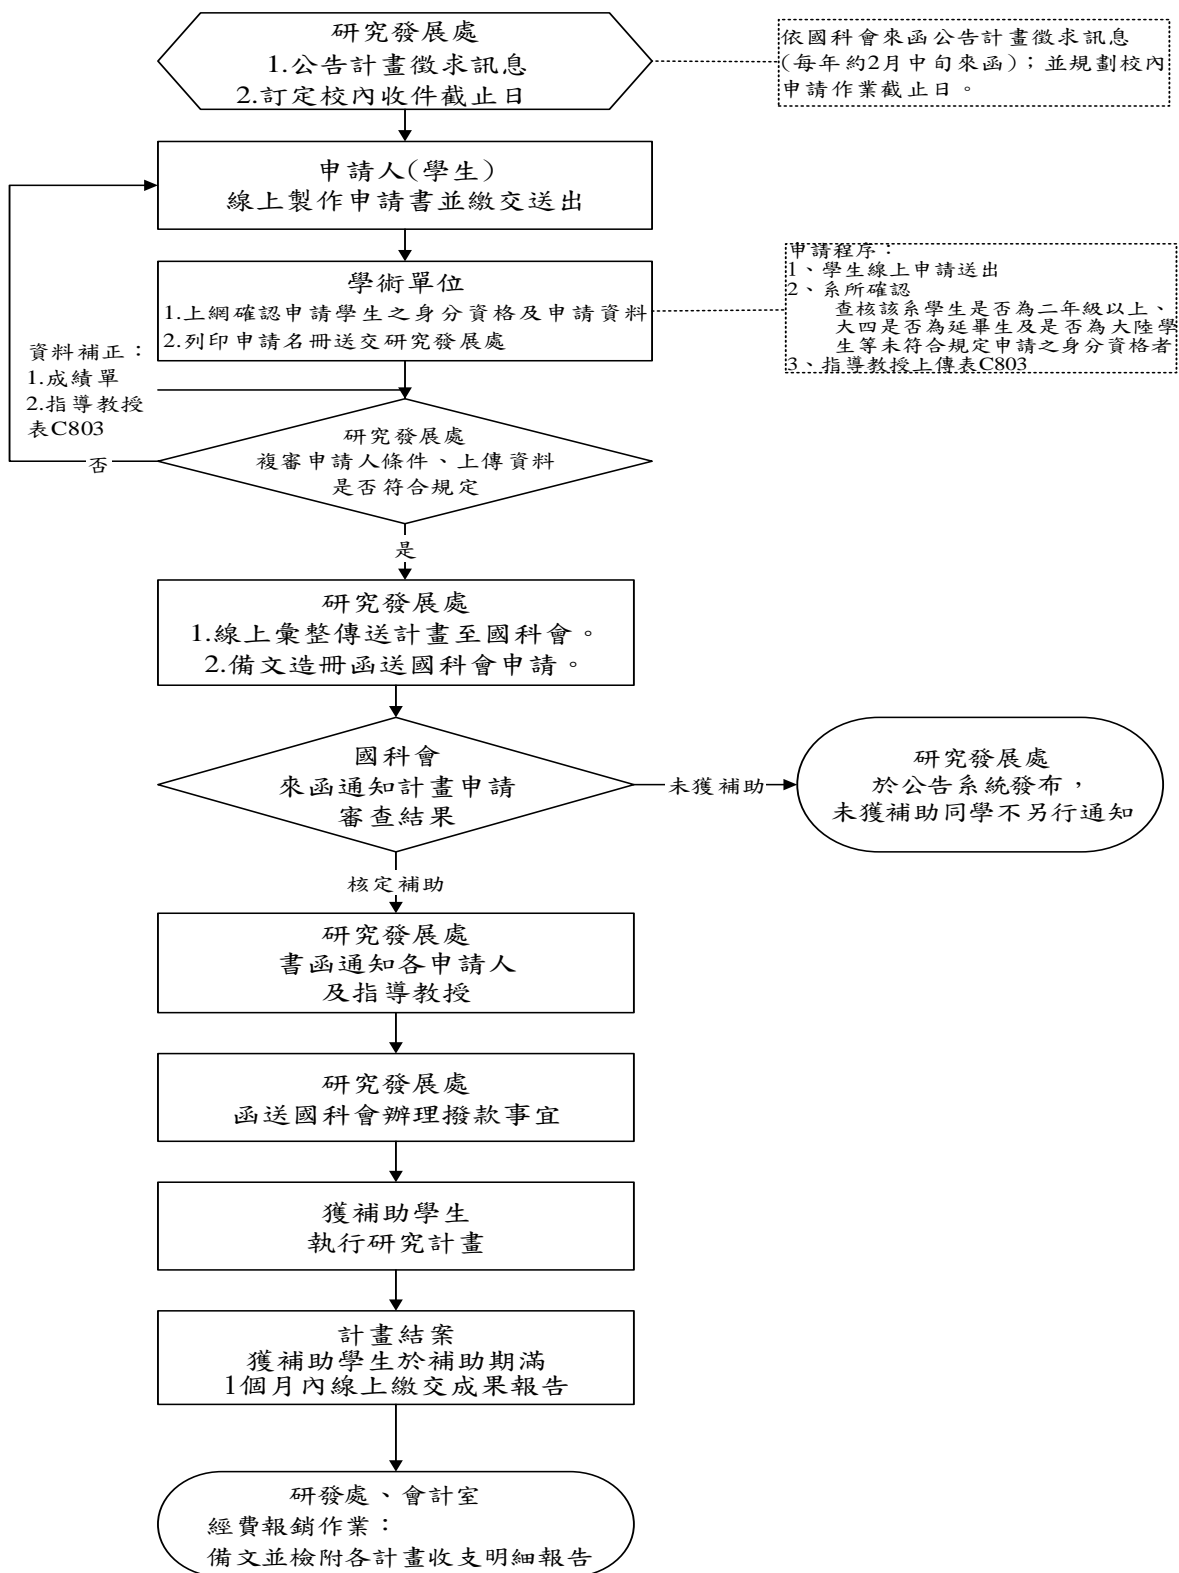 研究發展處
1.公告計畫徵求訊息
2.訂定校內收件截止日
依國科會來函公告計畫徵求訊息
(每年約2月中旬來函)；並規劃校內
申請作業截止日。
申請人(學生)
線上製作申請書並繳交送出
學術單位
1.上網確認申請學生之身分資格及申請資料
2.列印申請名冊送交研究發展處
申請程序：
1、學生線上申請送出
2、系所確認
查核該系學生是否為二年級以上、
大四是否為延畢生及是否為大陸學
生等未符合規定申請之身分資格者
3、指導教授上傳表C803
資料補正：
1.成績單
2.指導教授
表C803
否
研究發展處
複審申請人條件、上傳資料
是否符合規定
是
研究發展處
1.線上彙整傳送計畫至國科會。
2.備文造冊函送國科會申請。
國科會
來函通知計畫申請
審查結果
未獲補助
研究發展處
於公告系統發布，
未獲補助同學不另行通知
核定補助
研究發展處
書函通知各申請人
及指導教授
研究發展處
函送國科會辦理撥款事宜
獲補助學生
執行研究計畫
計畫結案
獲補助學生於補助期滿
1個月內線上繳交成果報告
研發處、會計室
經費報銷作業：
備文並檢附各計畫收支明細報告